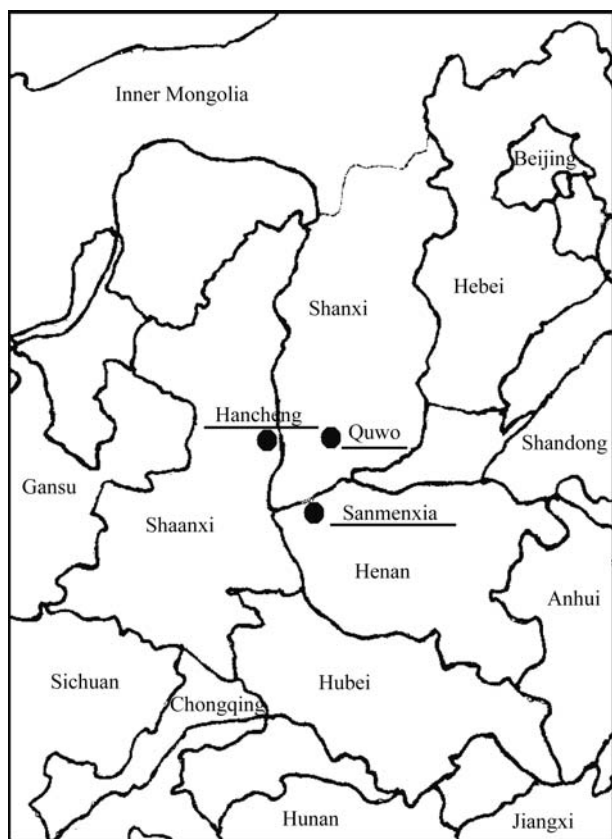 Inner Mongolia
Beijing
Hebei
Shanxi
Hancheng
Quwo
Shandong
Gansu
Shaanxi
Sanmenxia
Henan
Anhui
Sichuan
Chongqing
Hubei
Hunan
Jiangxi